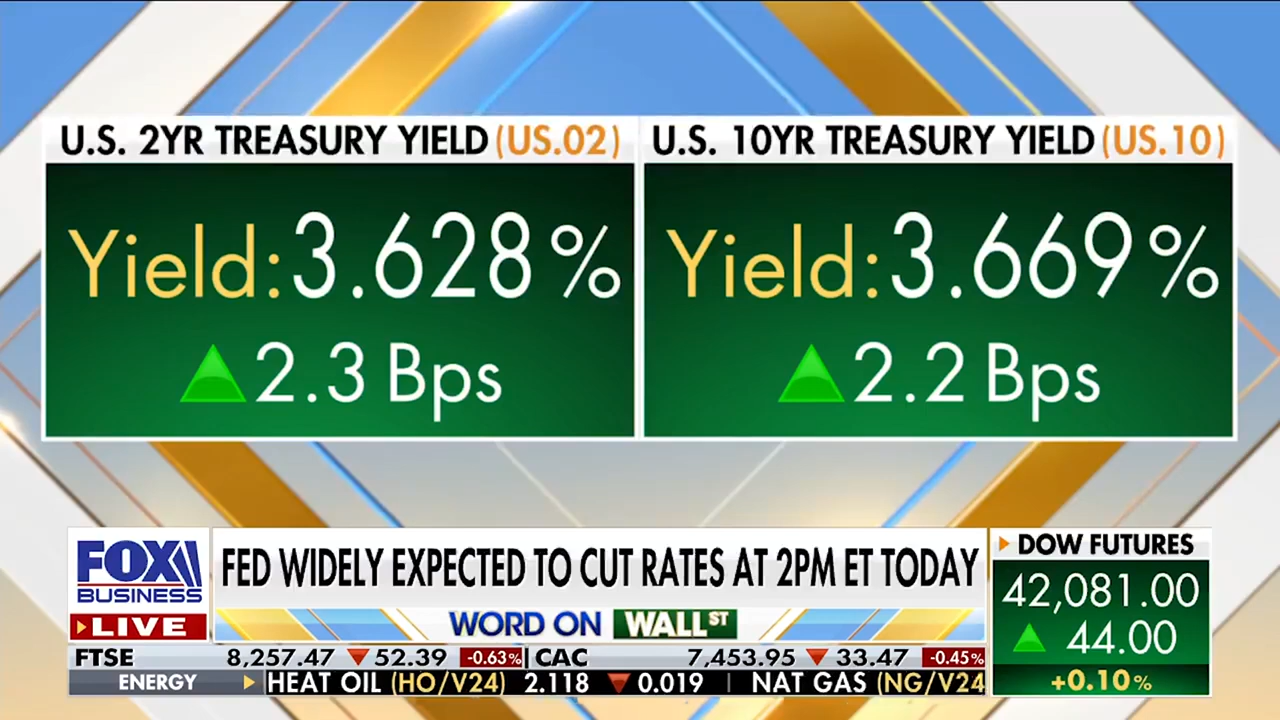 U.S. 2YR TREASURY YIELD (US.02)
Yield: 3.628%
▲ 2.3 Bps
U.S. 10YR TREASURY YIELD (US.10)
Yield: 3.669%
▲ 2.2 Bps
FOX
BUSINESS
LIVE
FED WIDELY EXPECTED TO CUT RATES AT 2PM ET TODAY
WORD ON WALL ST
DOW FUTURES
42,081.00
▲ 44.00
+0.10%
FTSE 8,257.47 ▼ 52.39 -0.63% CAC 7,453.95 ▼ 33.47 -0.45%
ENERGY HEAT OIL (HO/V24) 2.118 ▼ 0.019 | NAT GAS (NG/V24